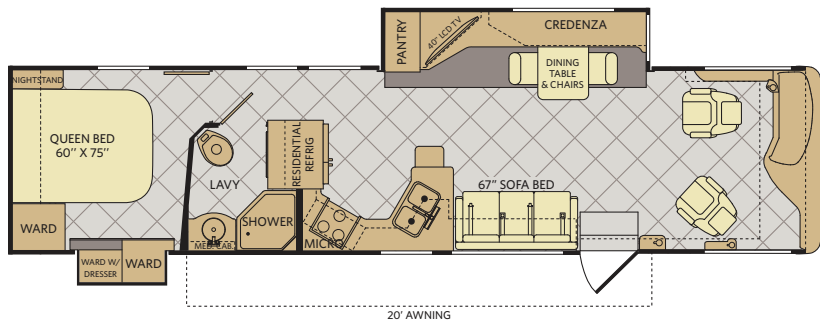 PANTRY
40" LCD TV
CREDENZA
DINING
TABLE
& CHAIRS
NIGHTSTAND
QUEEN BED
60" X 75"
RESIDENTIAL
REFRIG
LAVY
67" SOFA BED
SHOWER
WARD
MED. CAB.
MICRO
WARD W/
DRESSER
WARD
20' AWNING